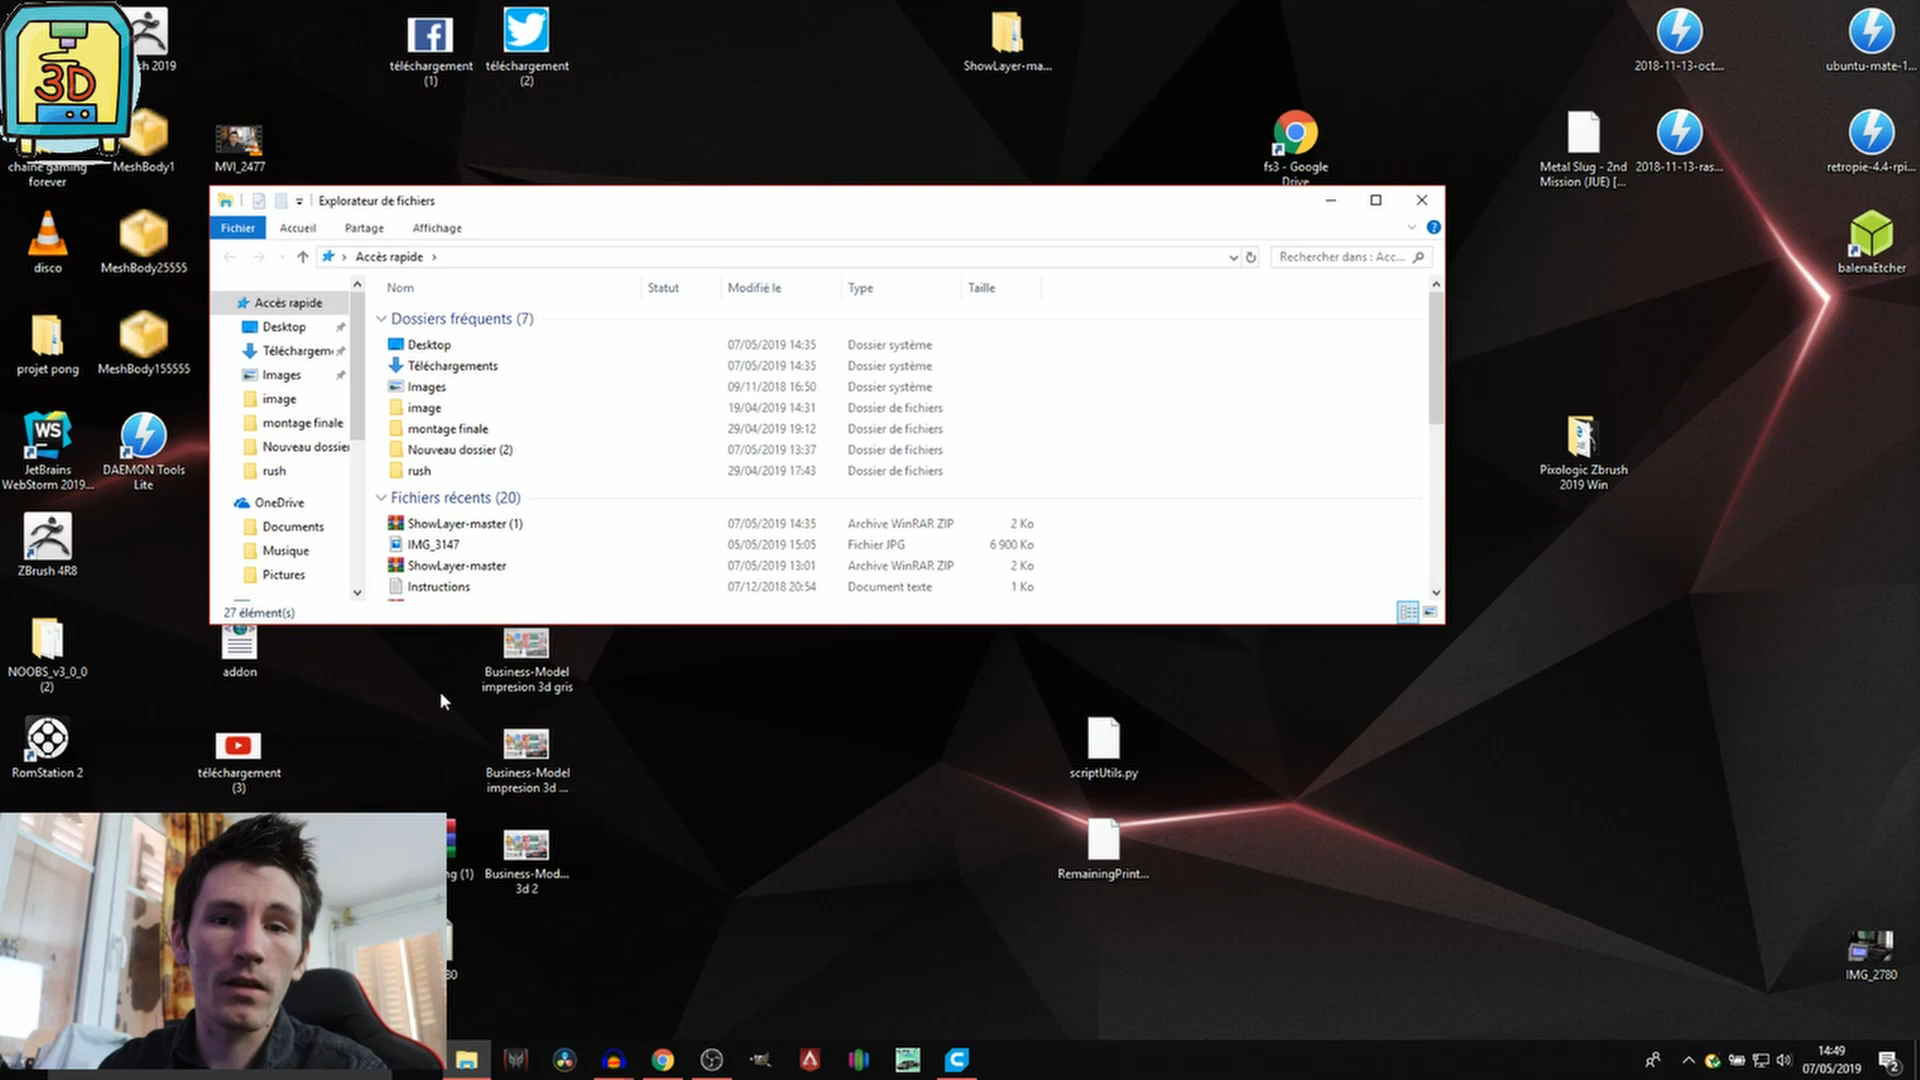 3D
sh 2019
téléchargement
(1)
téléchargement
(2)
ShowLayer-ma...
2018-11-13-oct...
ubuntu-mate-1...
chaine gaming
forever
MeshBody1
MVI_2477
fs3 - Google
Drive
Metal Slug - 2nd
Mission (JUE) [...
2018-11-13-ras...
retropie-4.4-rpi...
Explorateur de fichiers
Fichier Accueil Partage Affichage
Accès rapide
Rechercher dans : Acc...
disco
MeshBody25555
balenaEtcher
Nom Statut Modifié le Type Taille
Accès rapide
Desktop
Téléchargem
Images
image
montage finale
Nouveau dossier
rush
OneDrive
Documents
Musique
Pictures
Dossiers fréquents (7)
Desktop 07/05/2019 14:35 Dossier système
Téléchargements 07/05/2019 14:35 Dossier système
Images 09/11/2018 16:50 Dossier système
image 19/04/2019 14:31 Dossier de fichiers
montage finale 29/04/2019 19:12 Dossier de fichiers
Nouveau dossier (2) 07/05/2019 13:37 Dossier de fichiers
rush 29/04/2019 17:43 Dossier de fichiers
Fichiers récents (20)
ShowLayer-master (1) 07/05/2019 14:35 Archive WinRAR ZIP 2 Ko
IMG_3147 05/05/2019 15:05 Fichier JPG 6 900 Ko
ShowLayer-master 07/05/2019 13:01 Archive WinRAR ZIP 2 Ko
Instructions 07/12/2018 20:54 Document texte 1 Ko
27 élément(s)
projet pong
MeshBody155555
WS
JetBrains
WebStorm 2019...
DAEMON Tools
Lite
Pixologic Zbrush
2019 Win
ZBrush 4R8
NOOBS_v3_0_0
(2)
addon
Business-Model
impresion 3d gris
RomStation 2
téléchargement
(3)
Business-Model
impresion 3d ...
scriptUtils.py
g (1)
Business-Mod...
3d 2
RemainingPrint...
80
IMG_2780
14:49
07/05/2019
2